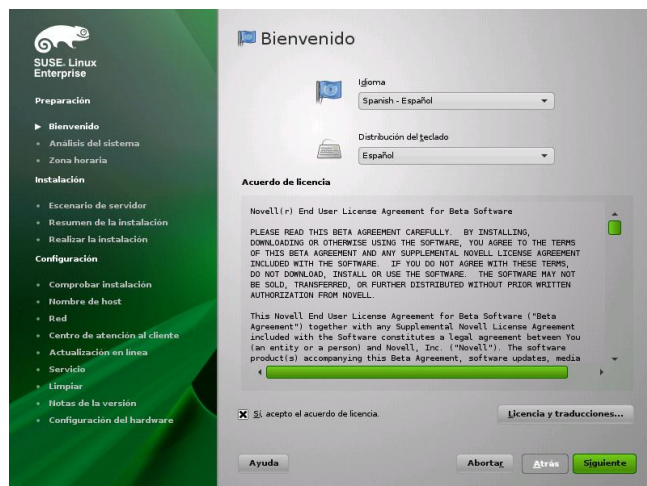 SUSE. Linux
Enterprise
Preparación
Bienvenido
Análisis del sistema
Zona horaria
Instalación
Escenario de servidor
Resumen de la instalación
Realizar la instalación
Configuración
Comprobar instalación
Nombre de host
Red
Centro de atención al cliente
Actualización en línea
Servicio
Limpiar
Notas de la versión
Configuración del hardware
Bienvenido
Idioma
Spanish - Español
Distribución del teclado
Español
Acuerdo de licencia
Novell(r) End User License Agreement for Beta Software
PLEASE READ THIS BETA AGREEMENT CAREFULLY. BY INSTALLING,
DOWNLOADING OR OTHERWISE USING THE SOFTWARE, YOU AGREE TO THE TERMS
OF THIS BETA AGREEMENT AND ANY SUPPLEMENTAL NOVELL LICENSE AGREEMENT
INCLUDED WITH THE SOFTWARE. IF YOU DO NOT AGREE WITH THESE TERMS,
DO NOT DOWNLOAD, INSTALL OR USE THE SOFTWARE. THE SOFTWARE MAY NOT
BE SOLD, TRANSFERRED, OR FURTHER DISTRIBUTED WITHOUT PRIOR WRITTEN
AUTHORIZATION FROM NOVELL.
This Novell End User License Agreement for Beta Software ("Beta
Agreement") together with any Supplemental Novell License Agreement
included with the Software constitutes a legal agreement between You
(an entity or a person) and Novell, Inc. ("Novell"). The software
product(s) accompanying this Beta Agreement, software updates, media
Sí, acepto el acuerdo de licencia.
Licencia y traducciones...
Ayuda
Abortar
Atrás
Siguiente